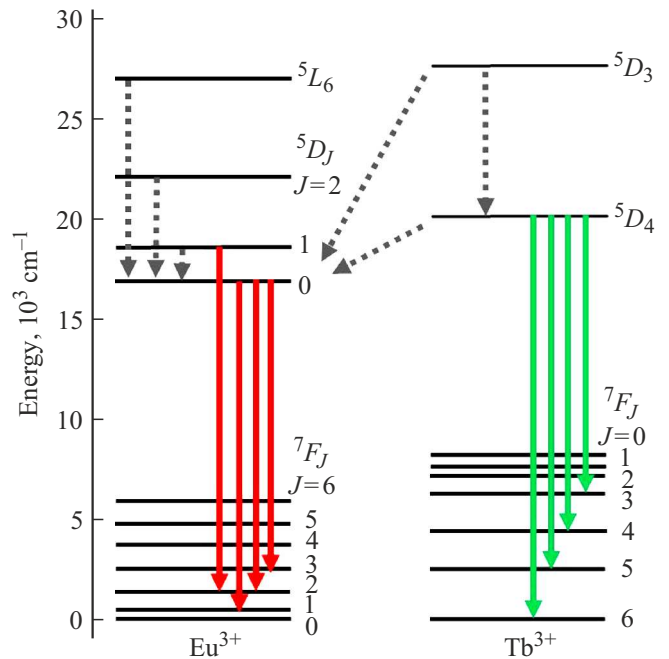 Energy, 10³ cm⁻¹
30
25
20
15
10
5
0
⁵L₆
⁵D_J
J=2
1
0
⁷F_J
J=6
5
4
3
2
1
0
Eu³⁺
⁵D₃
⁵D₄
⁷F_J
J=0
1
2
3
4
5
6
Tb³⁺